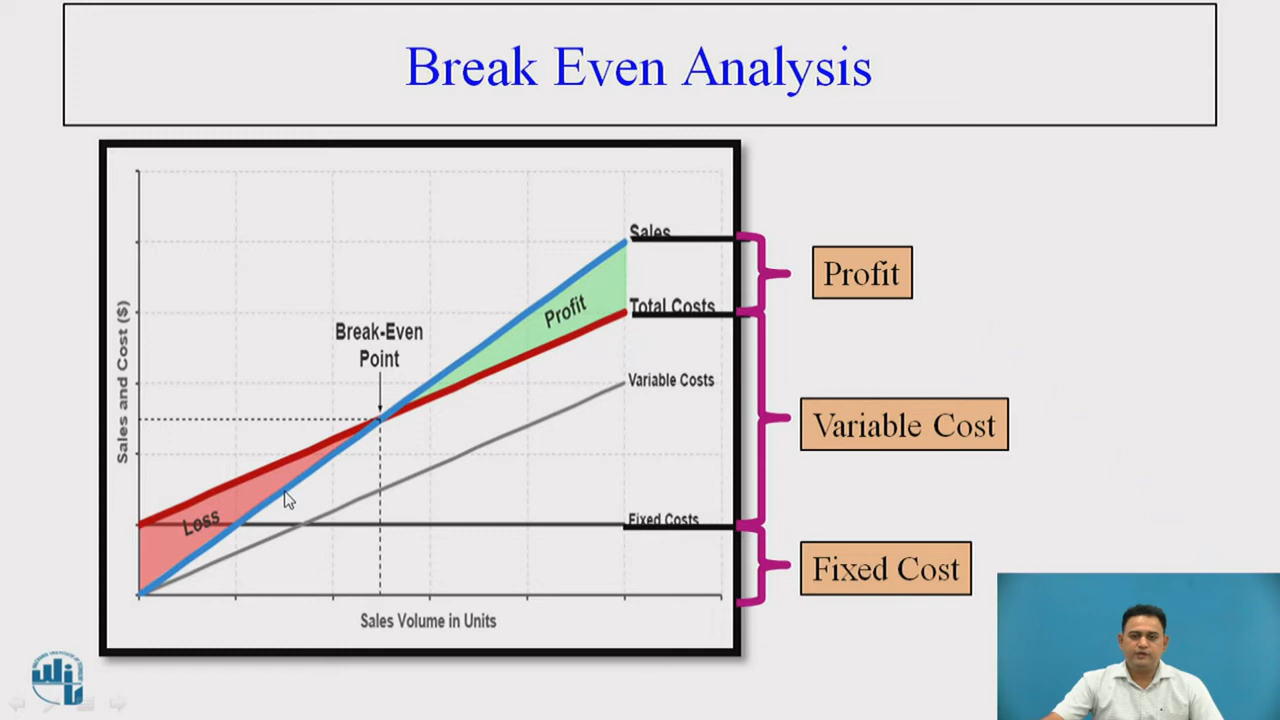 Break Even Analysis
Sales
Profit
Profit
Total Costs
Break-Even
Point
Variable Costs
Variable Cost
Sales and Cost ($)
Loss
Fixed Costs
Fixed Cost
Sales Volume in Units